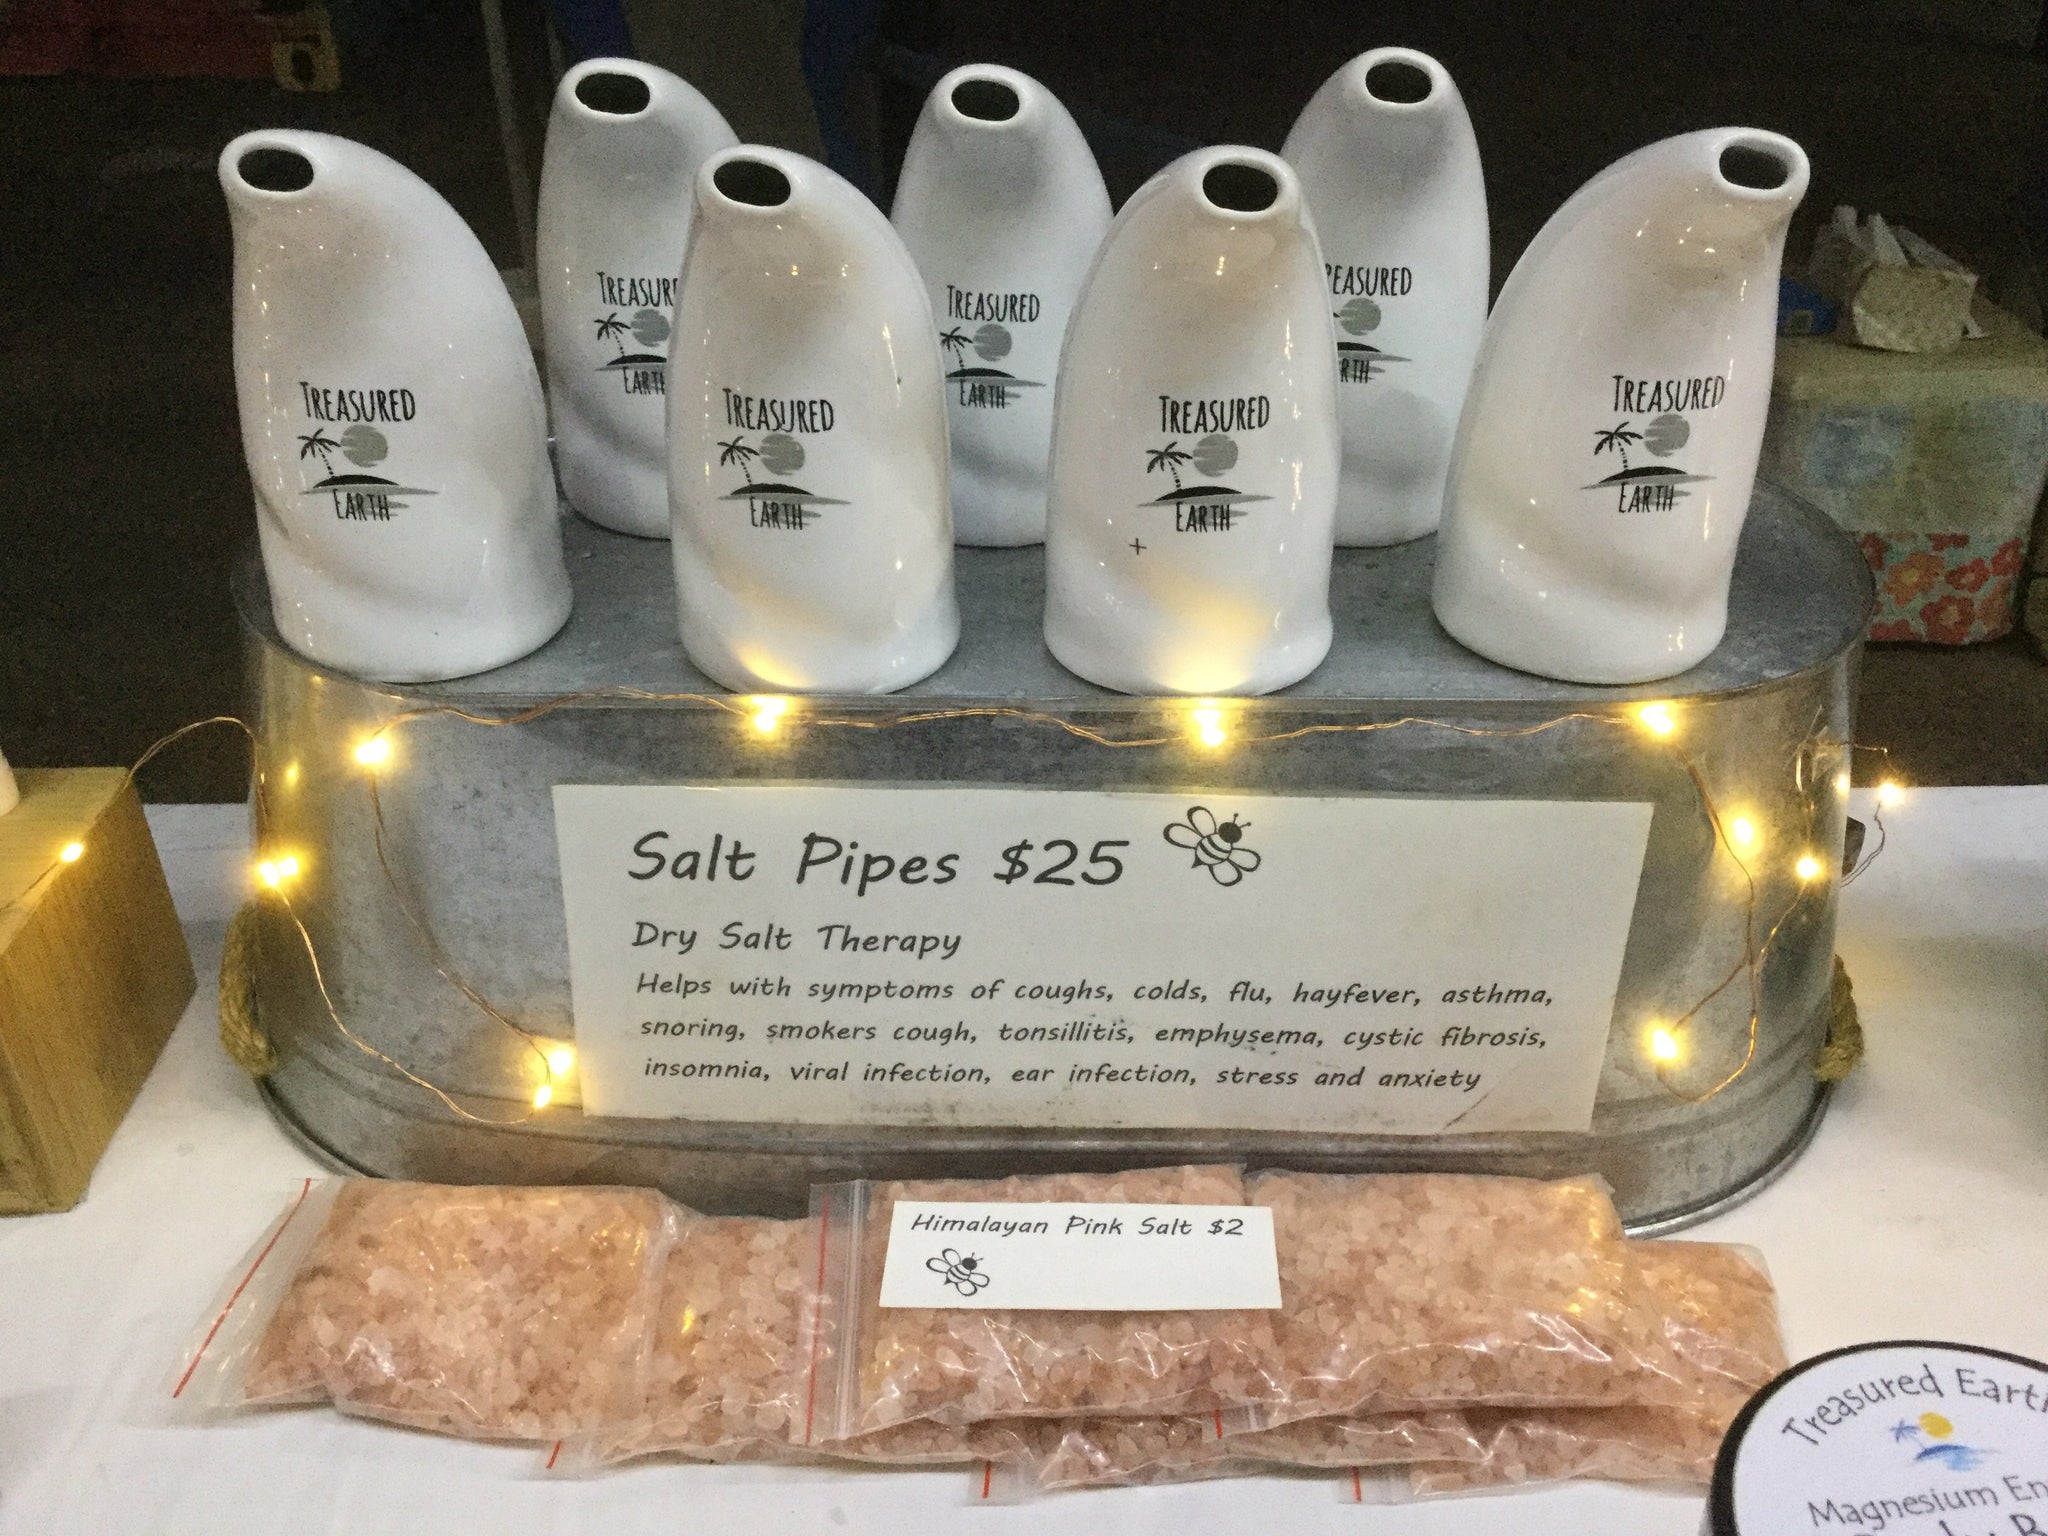 TREASURED
EARTH
TREASURED
EARTH
TREASURED
EARTH
TREASURED
EARTH
TREASURED
EARTH
TREASURED
EARTH
TREASURED
EARTH
Salt Pipes $25
Dry Salt Therapy
Helps with symptoms of coughs, colds, flu, hayfever, asthma,
snoring, smokers cough, tonsillitis, emphysema, cystic fibrosis,
insomnia, viral infection, ear infection, stress and anxiety
Himalayan Pink Salt $2
Treasured Earth
Magnesium En